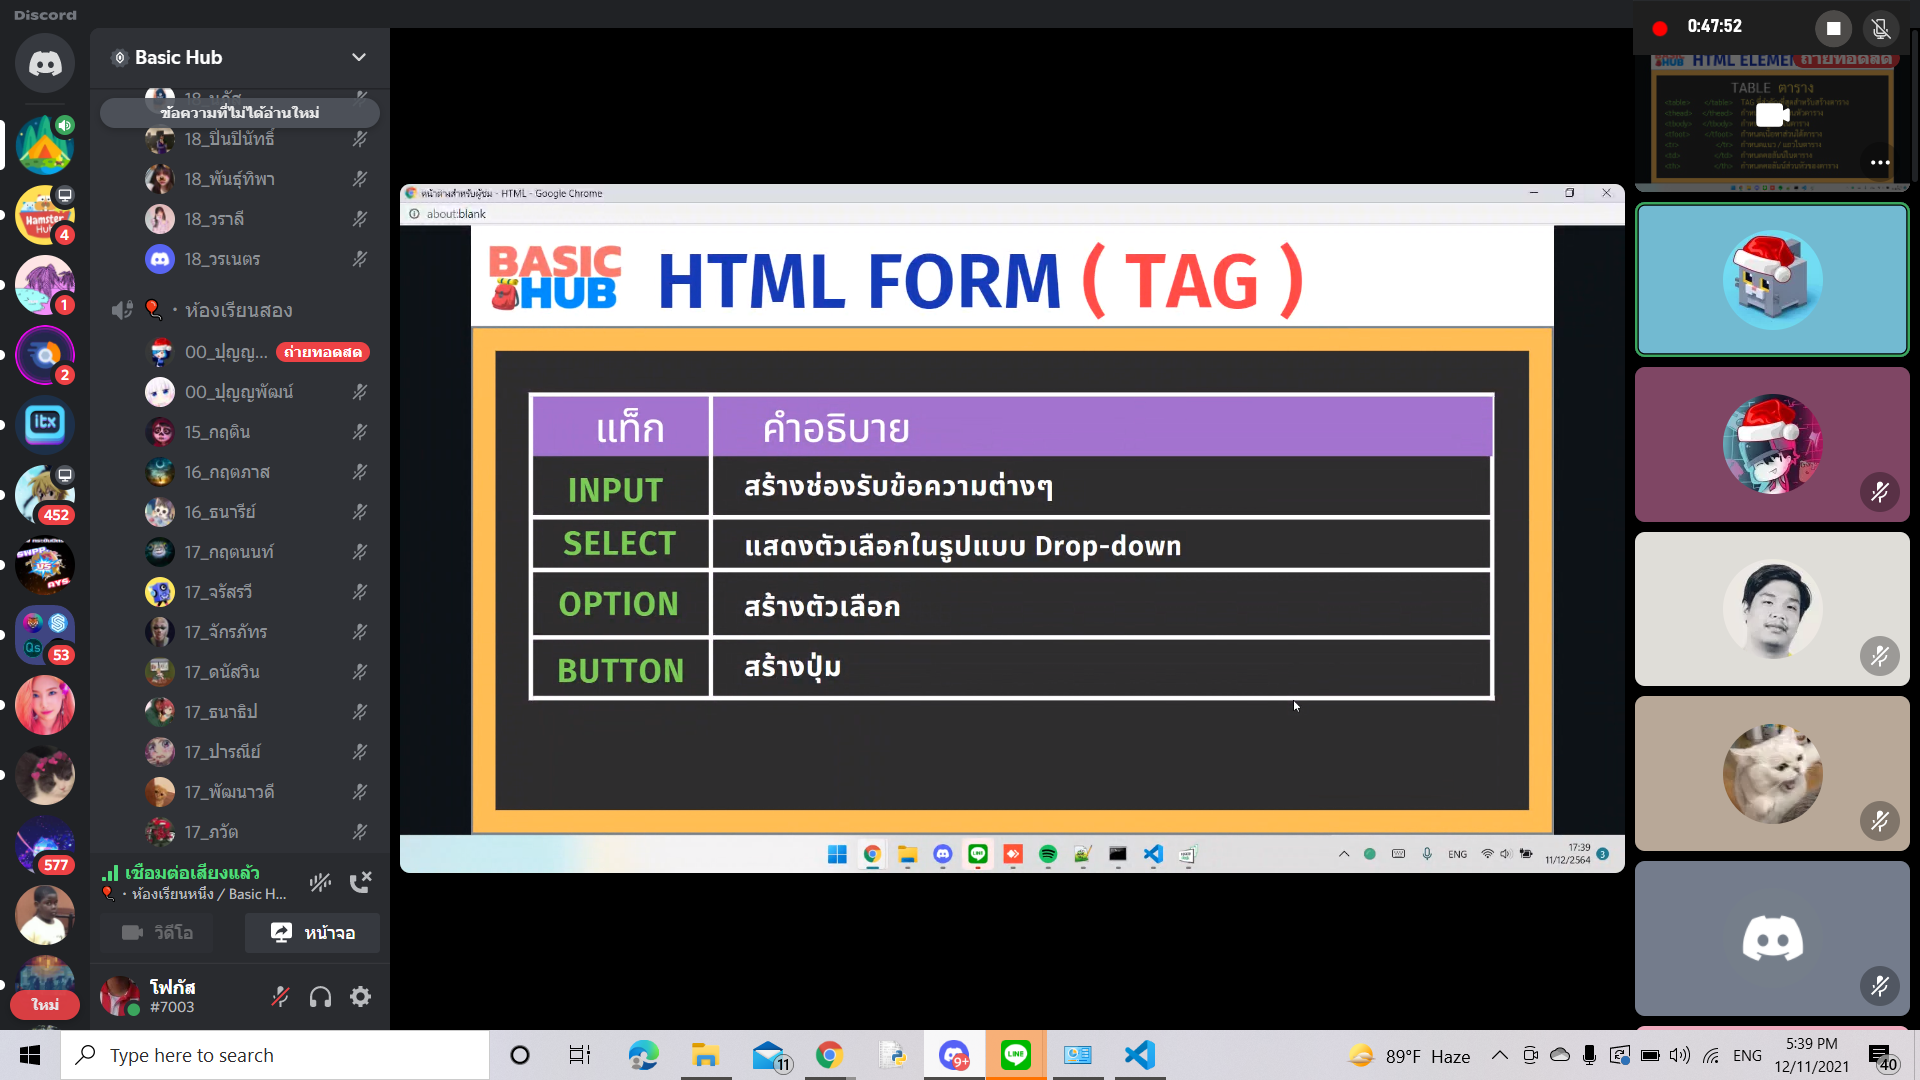 Discord
Basic Hub
ข้อความที่ไม่ได้อ่านใหม่
18_ปิ่นปินัทธ์
18_พันธุ์ทิพา
18_วราลี
18_วรเนตร
ห้องเรียนสอง
00_ปุญญ...
ถ่ายทอดสด
00_ปุญญพัฒน์
15_กฤติน
16_กฤตภาส
16_ธนารีย์
17_กฤตนนท์
17_จรัสรวี
17_จักรภัทร
17_ดนัสวิน
17_ธนาธิป
17_ปารณีย์
17_พัฒนาวดี
17_ภวัต
เชื่อมต่อเสียงแล้ว
ห้องเรียนหนึ่ง / Basic H...
วิดีโอ
หน้าจอ
โฟกัส
#7003
Hamster Hub
4
1
2
itx
452
SWPP VS AYS
Qs
53
577
ใหม่
หน้าต่างสำหรับผู้ชม - HTML - Google Chrome
about:blank
BASIC HUB
HTML FORM ( TAG )
แท็ก คำอธิบาย
INPUT สร้างช่องรับข้อความต่างๆ
SELECT แสดงตัวเลือกในรูปแบบ Drop-down
OPTION สร้างตัวเลือก
BUTTON สร้างปุ่ม
LINE
ENG
17:39
11/12/2564
3
0:47:52
HUB HTML ELEMEN
ถ่ายทอดสด
TABLE ตาราง
Type here to search
11
9+
LINE
89°F Haze
ENG
5:39 PM
12/11/2021
40